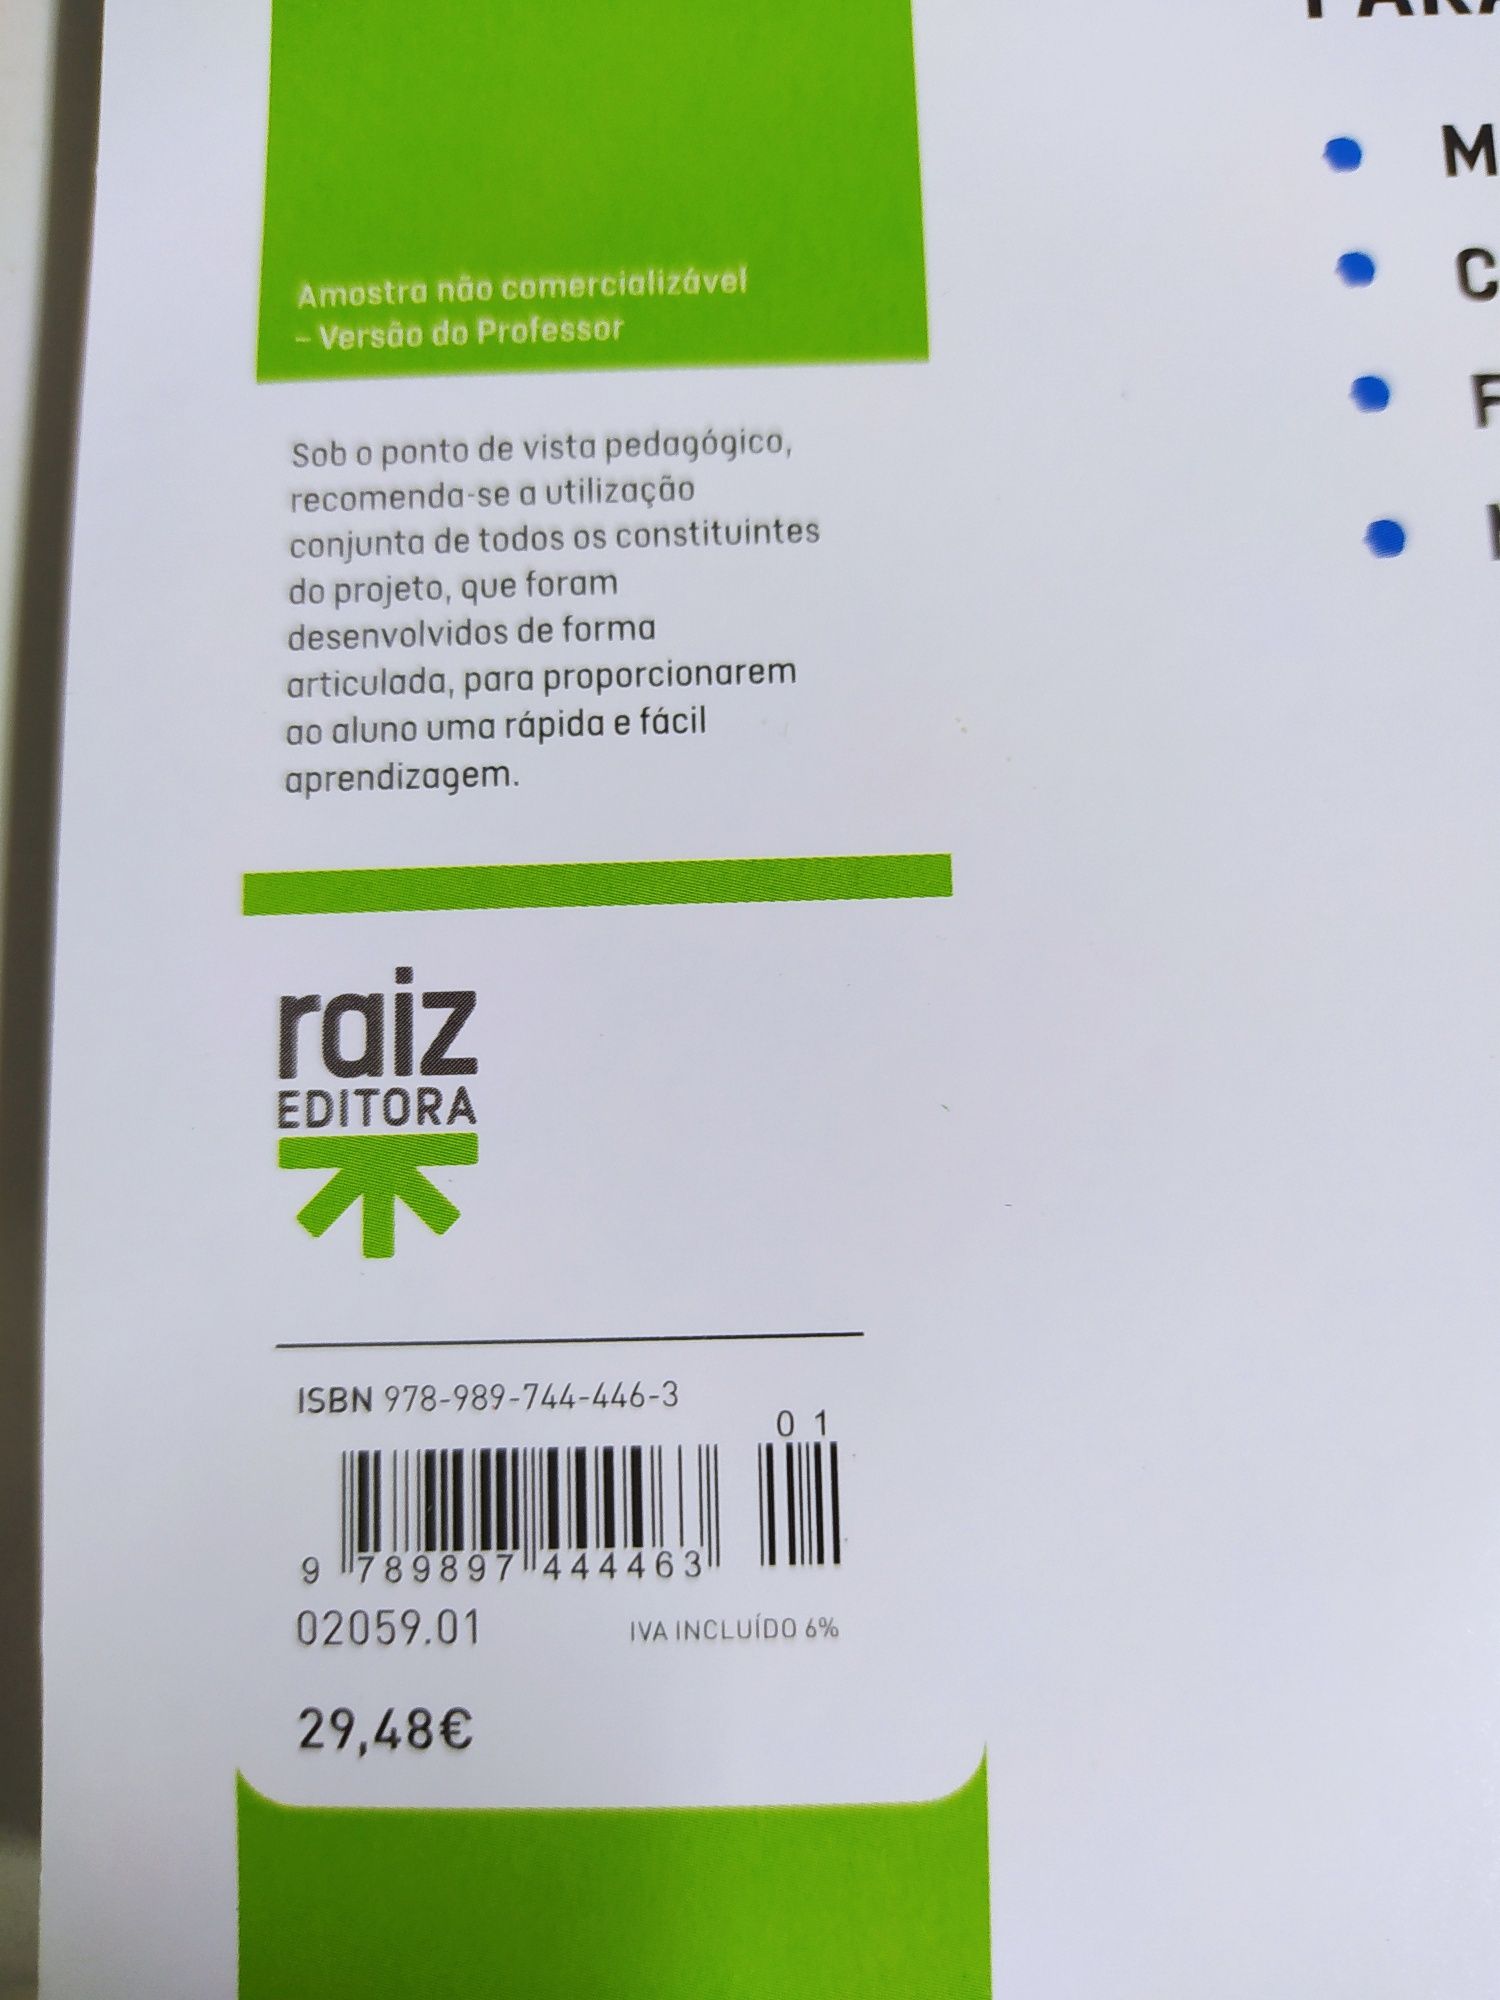 Amostra não comercializável
– Versão do Professor
Sob o ponto de vista pedagógico,
recomenda-se a utilização
conjunta de todos os constituintes
do projeto, que foram
desenvolvidos de forma
articulada, para proporcionarem
ao aluno uma rápida e fácil
aprendizagem.
raiz
EDITORA
ISBN 978-989-744-446-3
01
9 789897 444463
02059.01 IVA INCLUÍDO 6%
29,48€